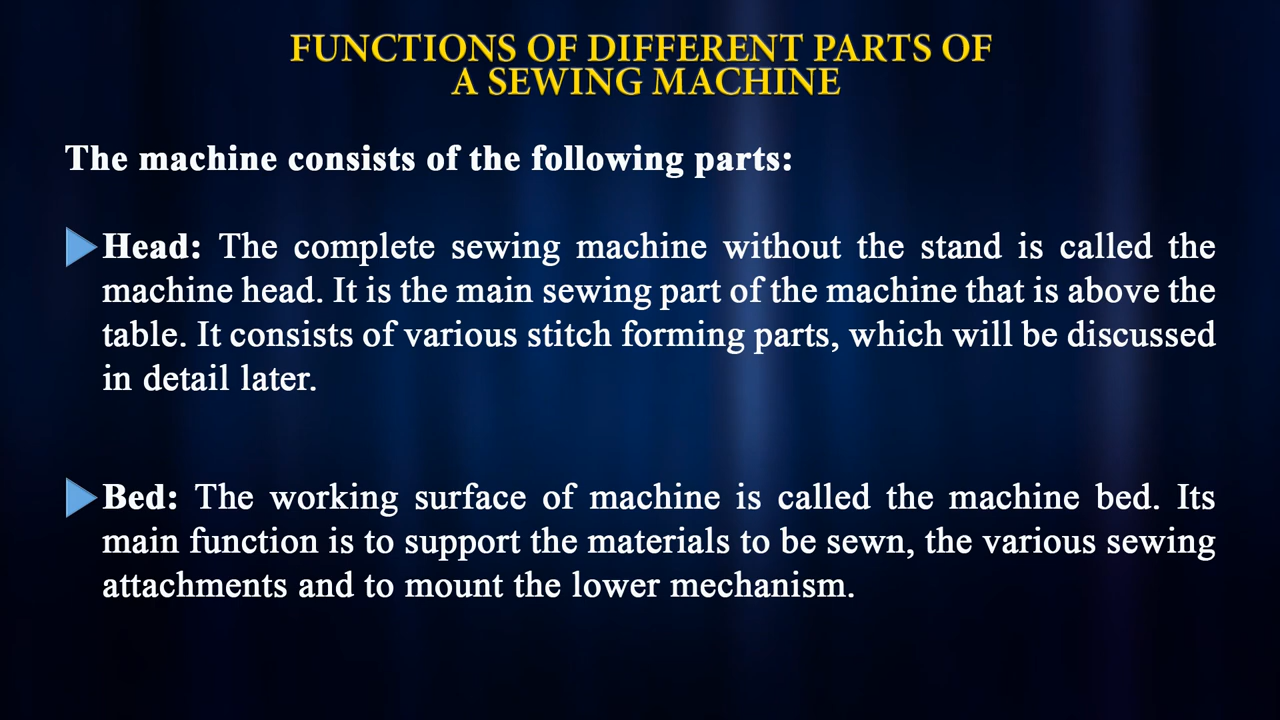 FUNCTIONS OF DIFFERENT PARTS OF
A SEWING MACHINE
The machine consists of the following parts:
Head: The complete sewing machine without the stand is called the
machine head. It is the main sewing part of the machine that is above the
table. It consists of various stitch forming parts, which will be discussed
in detail later.
Bed: The working surface of machine is called the machine bed. Its
main function is to support the materials to be sewn, the various sewing
attachments and to mount the lower mechanism.